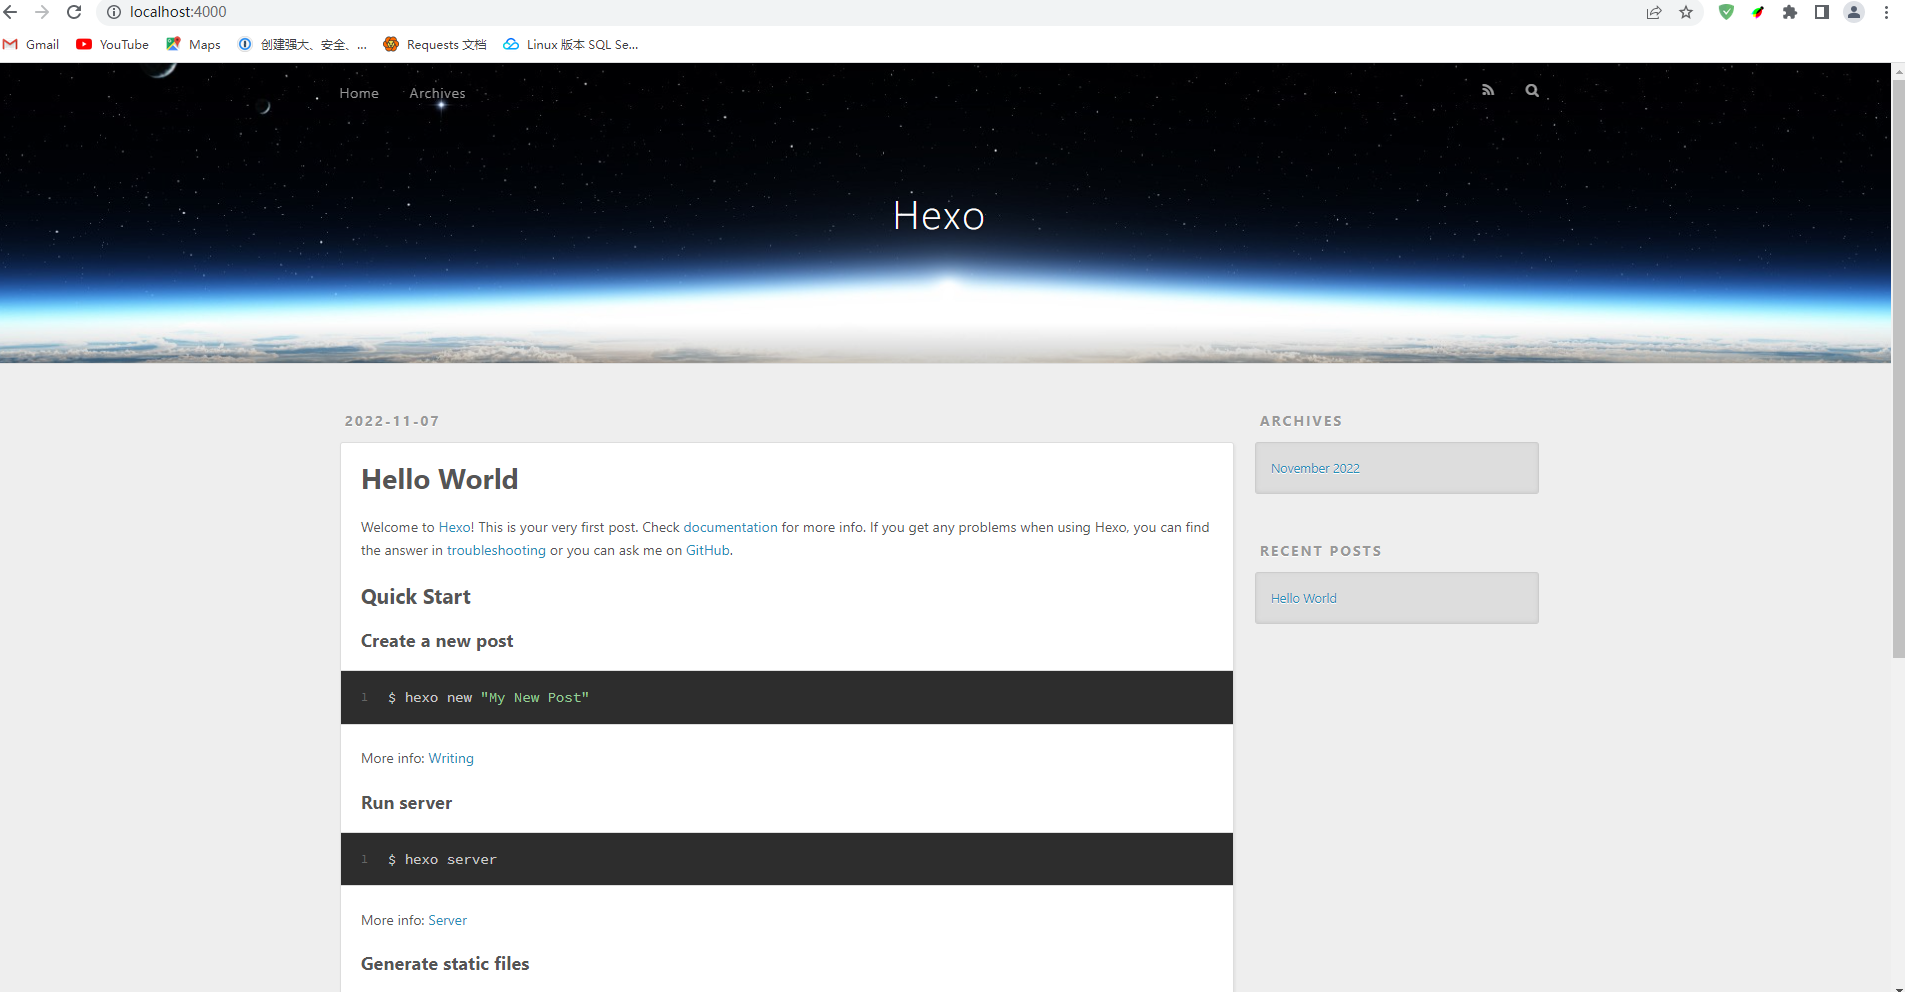 localhost:4000
Gmail YouTube Maps 创建强大、安全、... Requests 文档 Linux 版本 SQL Se...
Home Archives
Hexo
2022-11-07
Hello World
Welcome to Hexo! This is your very first post. Check documentation for more info. If you get any problems when using Hexo, you can find
the answer in troubleshooting or you can ask me on GitHub.
Quick Start
Create a new post
1 $ hexo new "My New Post"
More info: Writing
Run server
1 $ hexo server
More info: Server
Generate static files
ARCHIVES
November 2022
RECENT POSTS
Hello World